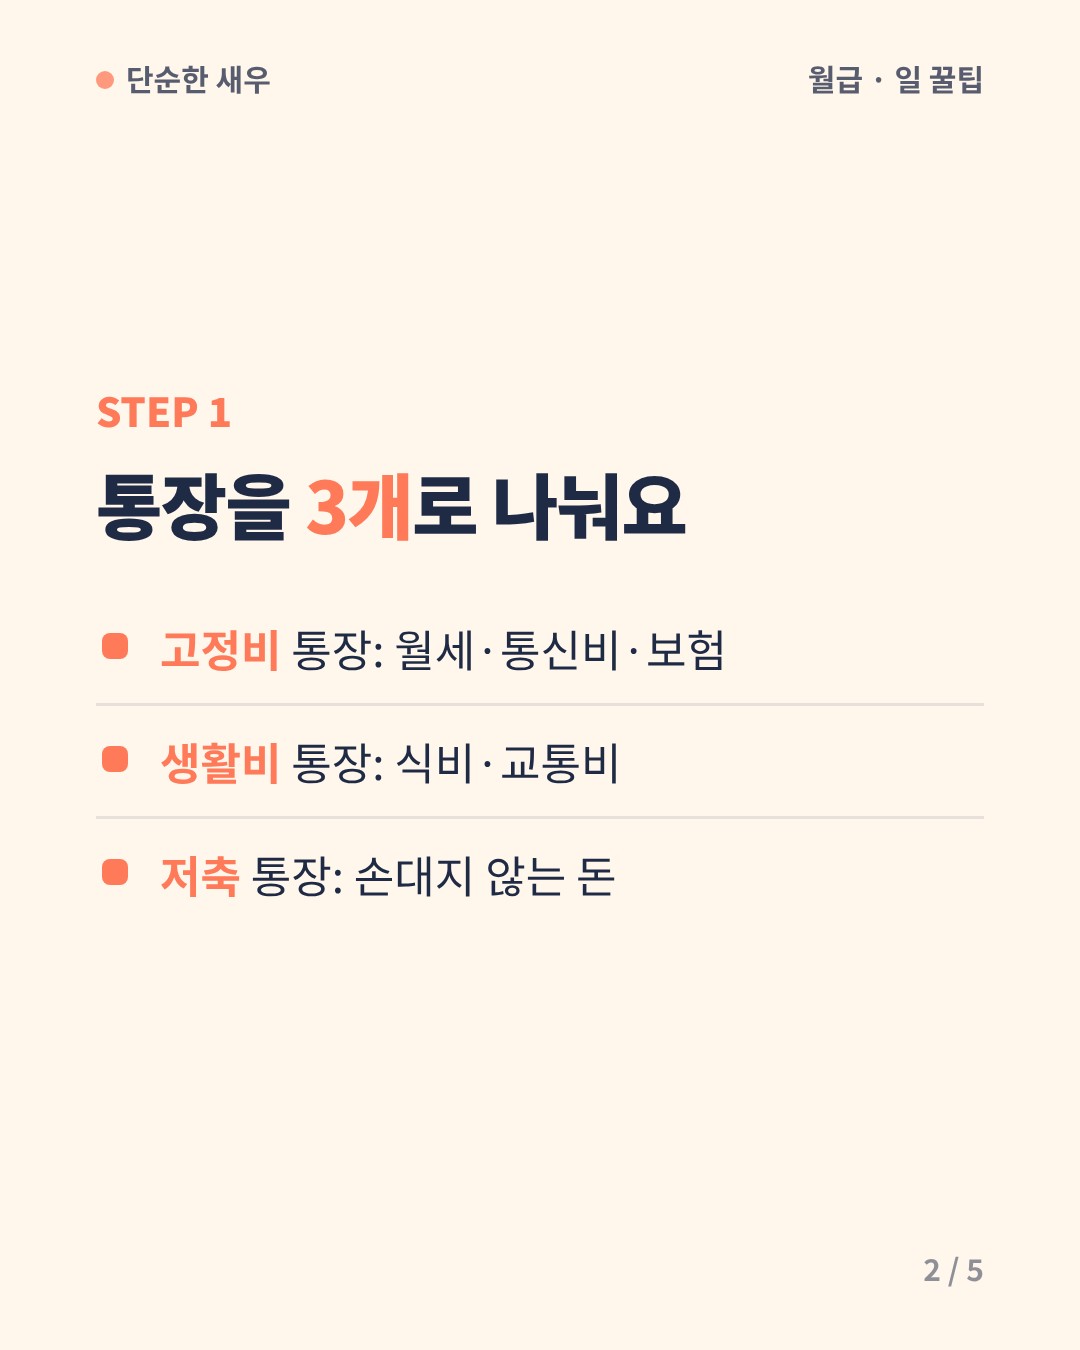 단순한 새우
월급 · 일 꿀팁
STEP 1
통장을 3개로 나눠요
고정비 통장: 월세·통신비·보험
생활비 통장: 식비·교통비
저축 통장: 손대지 않는 돈
2 / 5